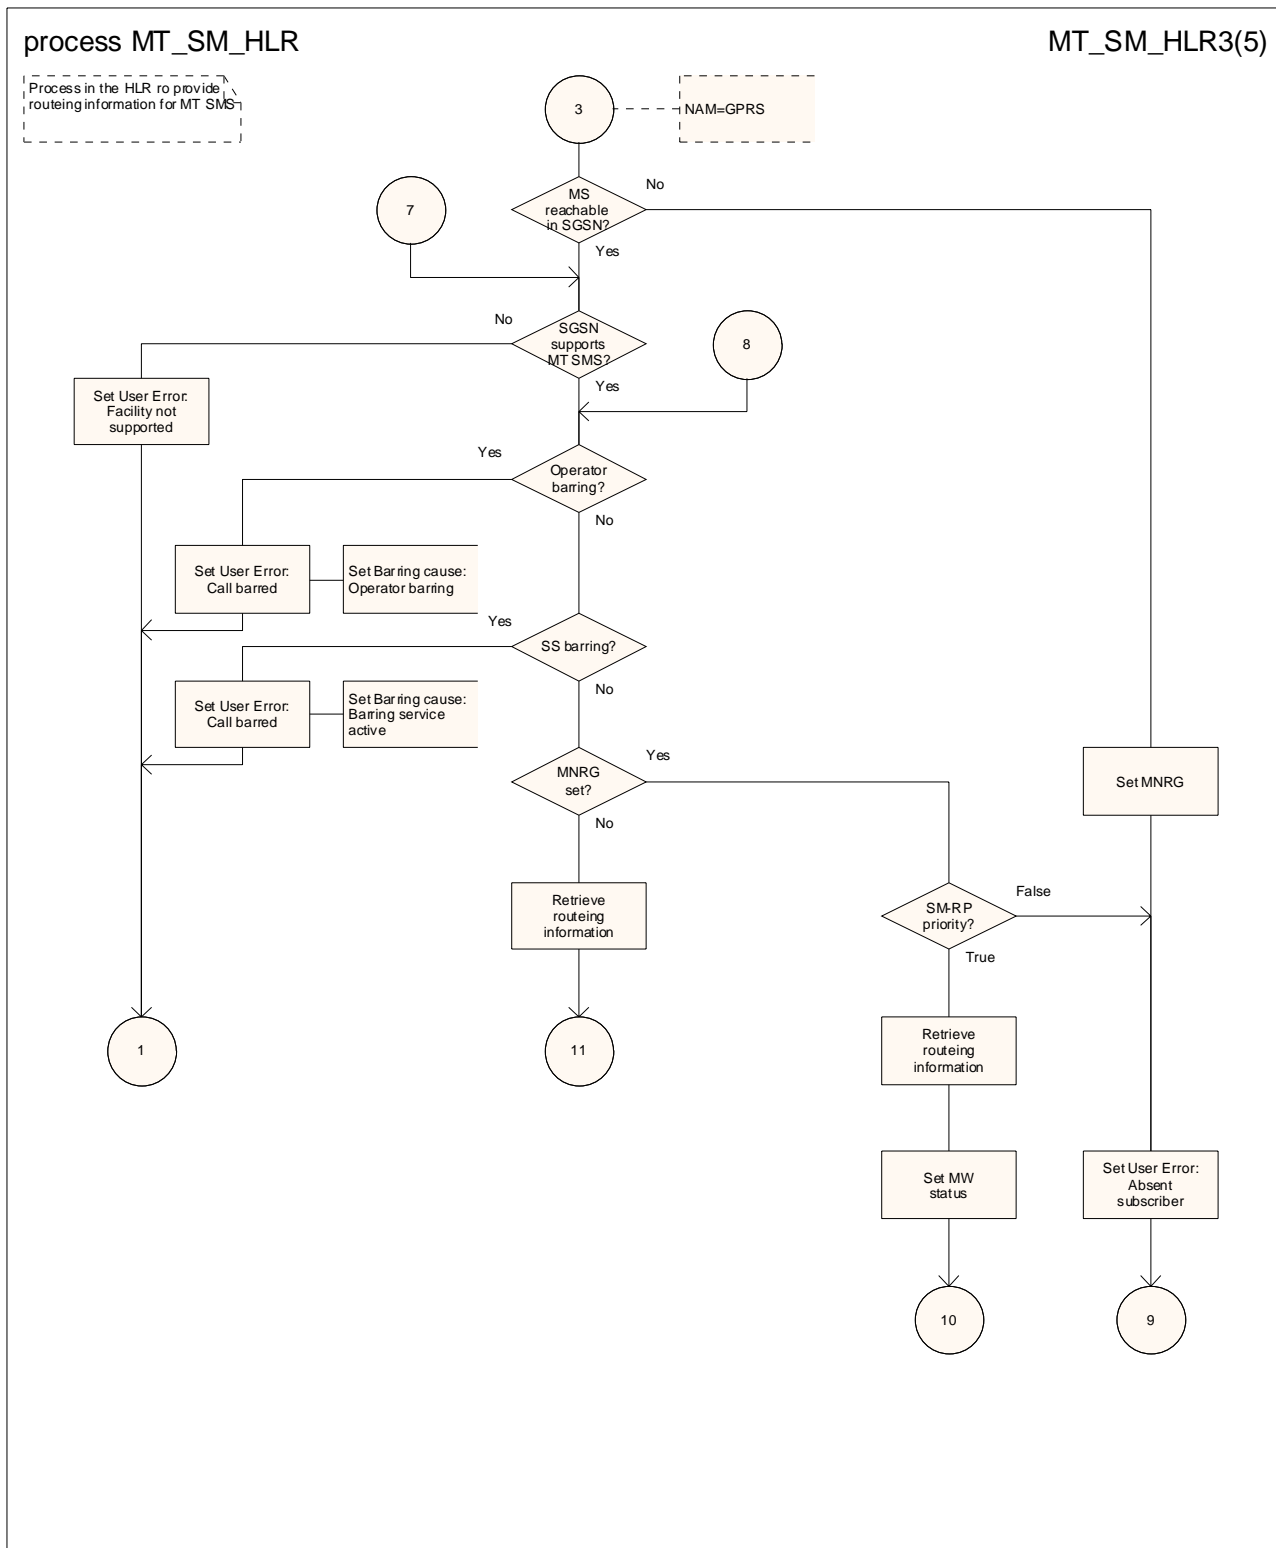 process MT_SM_HLR
MT_SM_HLR3(5)
Process in the HLR ro provide
routeing information for MT SMS
3
NAM=GPRS
MS
reachable
in SGSN?
No
Yes
7
SGSN
supports
MT SMS?
No
Yes
8
Set User Error:
Facility not
supported
Operator
barring?
Yes
No
Set User Error:
Call barred
Set Barring cause:
Operator barring
SS barring?
Yes
No
Set User Error:
Call barred
Set Barring cause:
Barring service
active
MNRG
set?
Yes
No
Set MNRG
Retrieve
routeing
information
SM-RP
priority?
False
True
1
11
Retrieve
routeing
information
Set MW
status
Set User Error:
Absent
subscriber
10
9